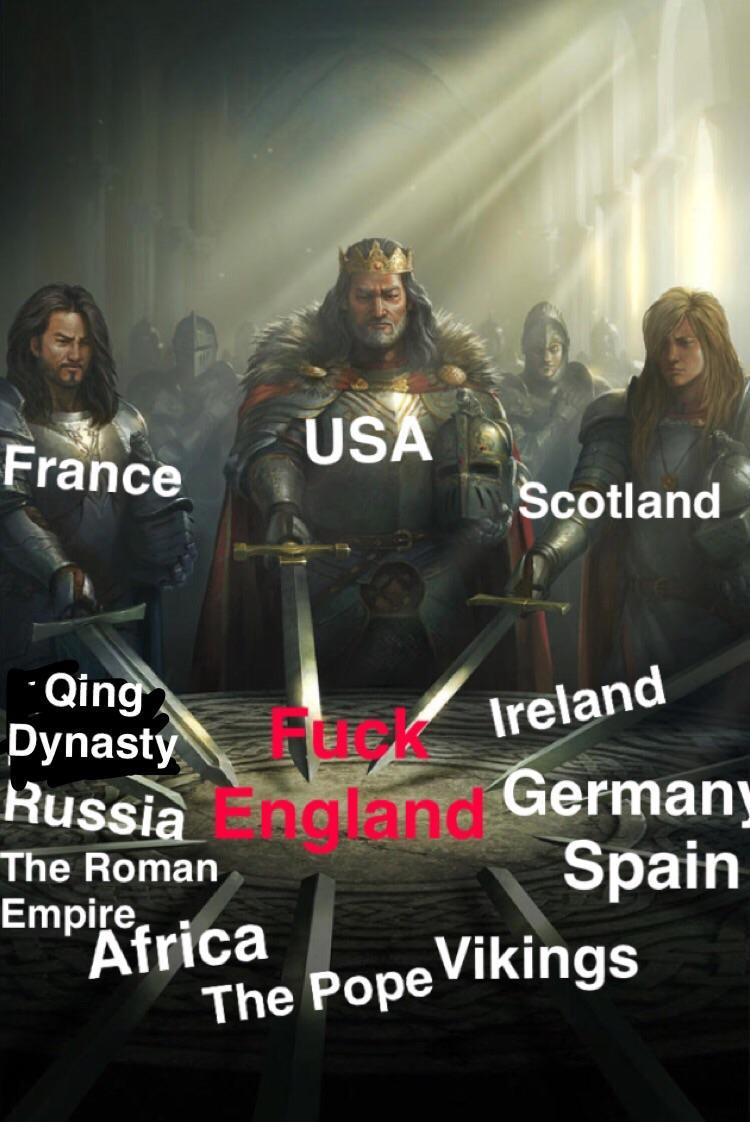 USA
France
Scotland
Qing
Dynasty
Ireland
Fuck
England
Russia
Germany
The Roman
Empire
Spain
Africa
Vikings
The Pope